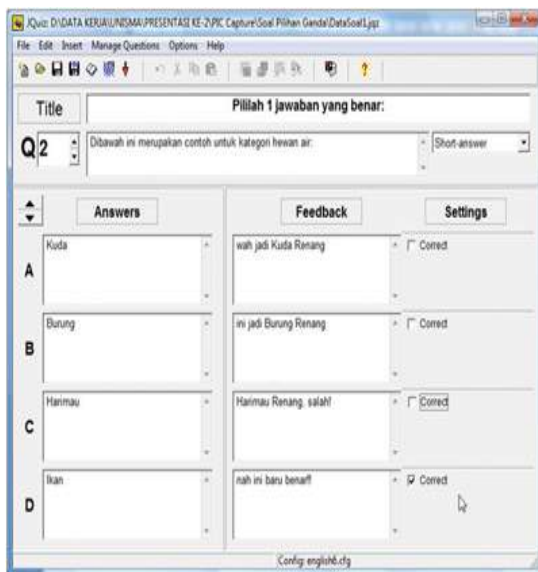 JQuiz: D:\DATA KERJA\UNISMA\PRESENTASI KE-2\PIC Capture\Soal Pilihan Ganda\DataSoal1.jqz
File Edit Insert Manage Questions Options Help
Title
Pililah 1 jawaban yang benar:
Q 2
Dibawah ini merupakan contoh untuk kategori hewan air:
Short-answer
Answers Feedback Settings
A Kuda wah jadi Kuda Renang Correct
B Burung ini jadi Burung Renang Correct
C Harimau Harimau Renang, salah! Correct
D Ikan nah ini baru benar!! Correct
Config: english6.cfg